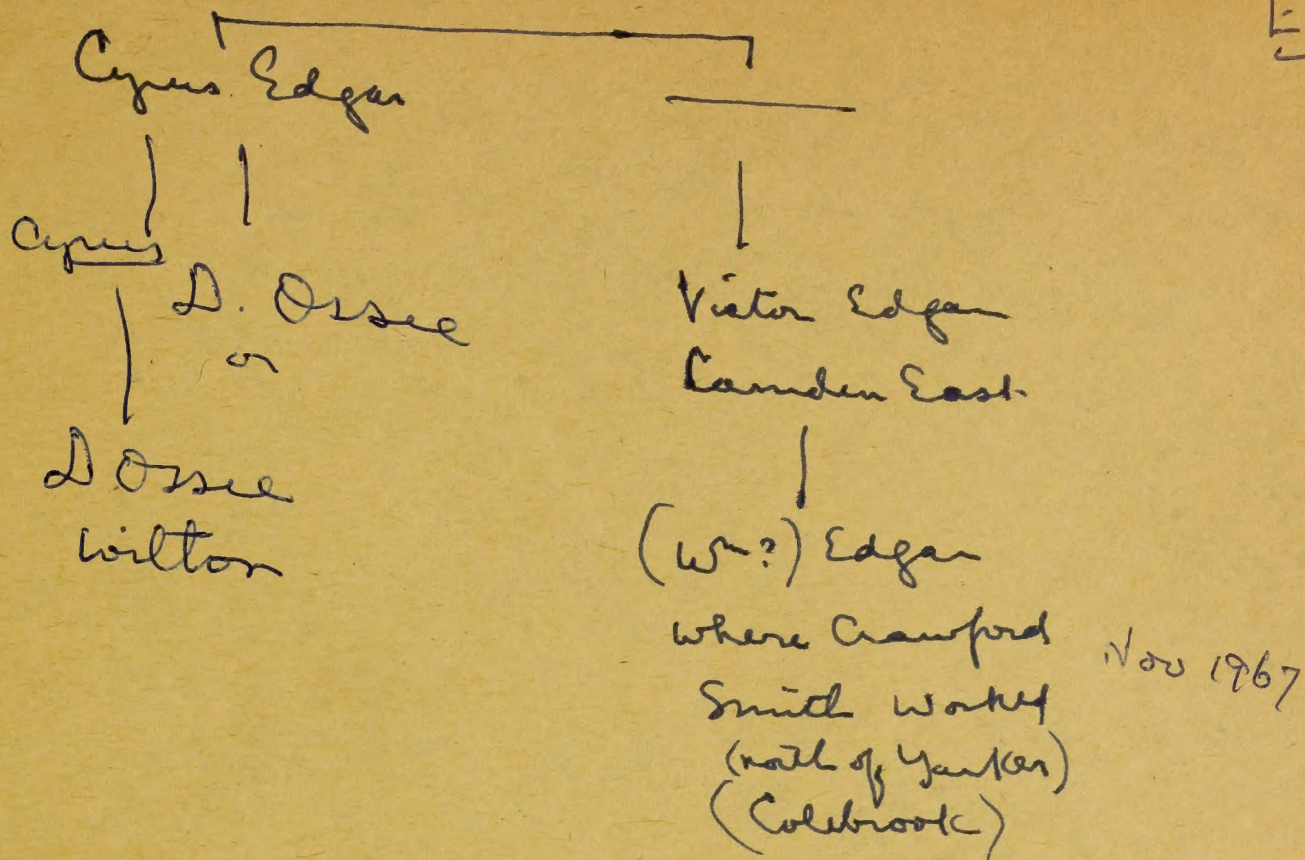 Cyrus Edgar
Cyrus
D. Ossee
or
D Ossee
Wilton
Victor Edgar
Camden East
(Wm?) Edgar
where Crawford
Smith worked
(north of Yarker)
(Colebrook)
Nov 1967